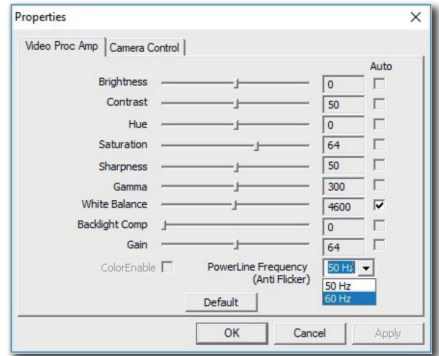 Properties
Video Proc Amp Camera Control
Auto
Brightness 0
Contrast 50
Hue 0
Saturation 64
Sharpness 50
Gamma 300
White Balance 4600
Backlight Comp 0
Gain 64
ColorEnable PowerLine Frequency 50 Hz
(Anti Flicker)
50 Hz
60 Hz
Default
OK Cancel Apply